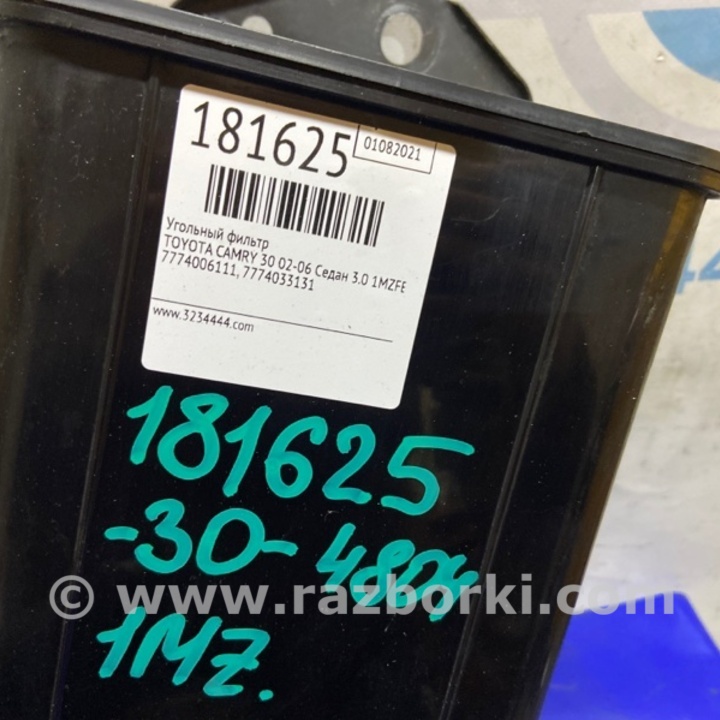 181625
01082021
Угольный фильтр
TOYOTA CAMRY 30 02-06 Седан 3.0 1MZFE
7774006111, 7774033131
www.3234444.com
181625
-30-
© www.razborki.com
1MZ.